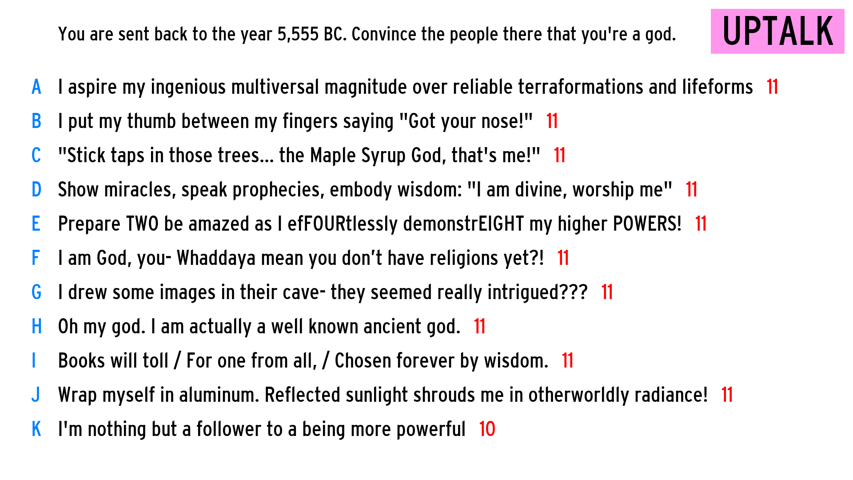 You are sent back to the year 5,555 BC. Convince the people there that you're a god.
UPTALK
A I aspire my ingenious multiversal magnitude over reliable terraformations and lifeforms 11
B I put my thumb between my fingers saying "Got your nose!" 11
C "Stick taps in those trees... the Maple Syrup God, that's me!" 11
D Show miracles, speak prophecies, embody wisdom: "I am divine, worship me" 11
E Prepare TWO be amazed as I efFOURtlessly demonstrEIGHT my higher POWERS! 11
F I am God, you- Whaddaya mean you don’t have religions yet?! 11
G I drew some images in their cave- they seemed really intrigued??? 11
H Oh my god. I am actually a well known ancient god. 11
I Books will toll / For one from all, / Chosen forever by wisdom. 11
J Wrap myself in aluminum. Reflected sunlight shrouds me in otherworldly radiance! 11
K I'm nothing but a follower to a being more powerful 10